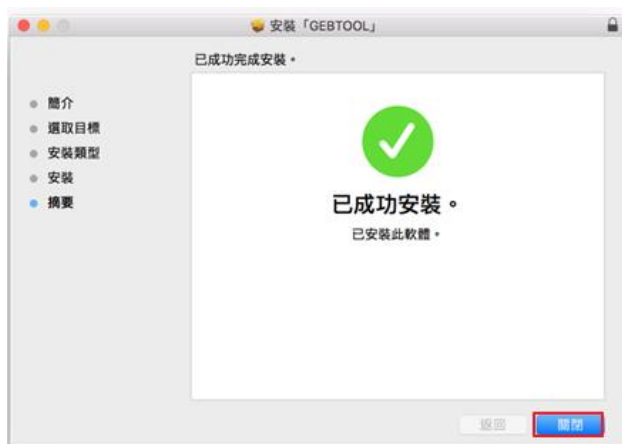 安裝「GEBTOOL」
已成功完成安裝。
簡介
選取目標
安裝類型
安裝
摘要
已成功安裝。
已安裝此軟體。
返回
關閉